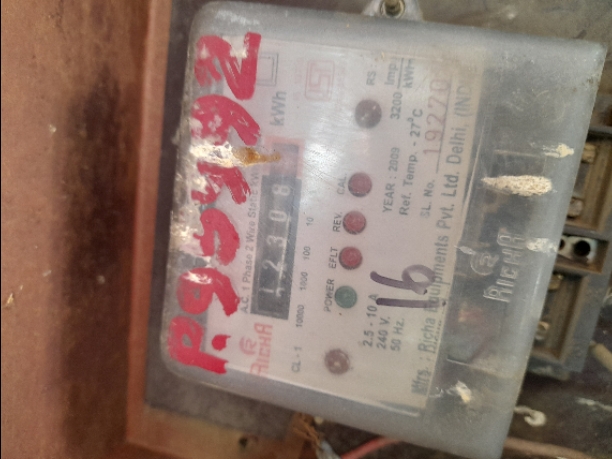 kWh
A.C. 1 Phase 2 Wire Static
12308
10000 1000 100 10
RICHA
CL - 1
POWER EFLT REV. CAL
RS
3200 Imp/kWH
2.5 - 10 A
240 V.
50 Hz.
YEAR : 2009
Ref. Temp. - 27°C
SL. No. 19270
16
Mfrs. : Richa Equipments Pvt. Ltd. Delhi, (IND
RICHA